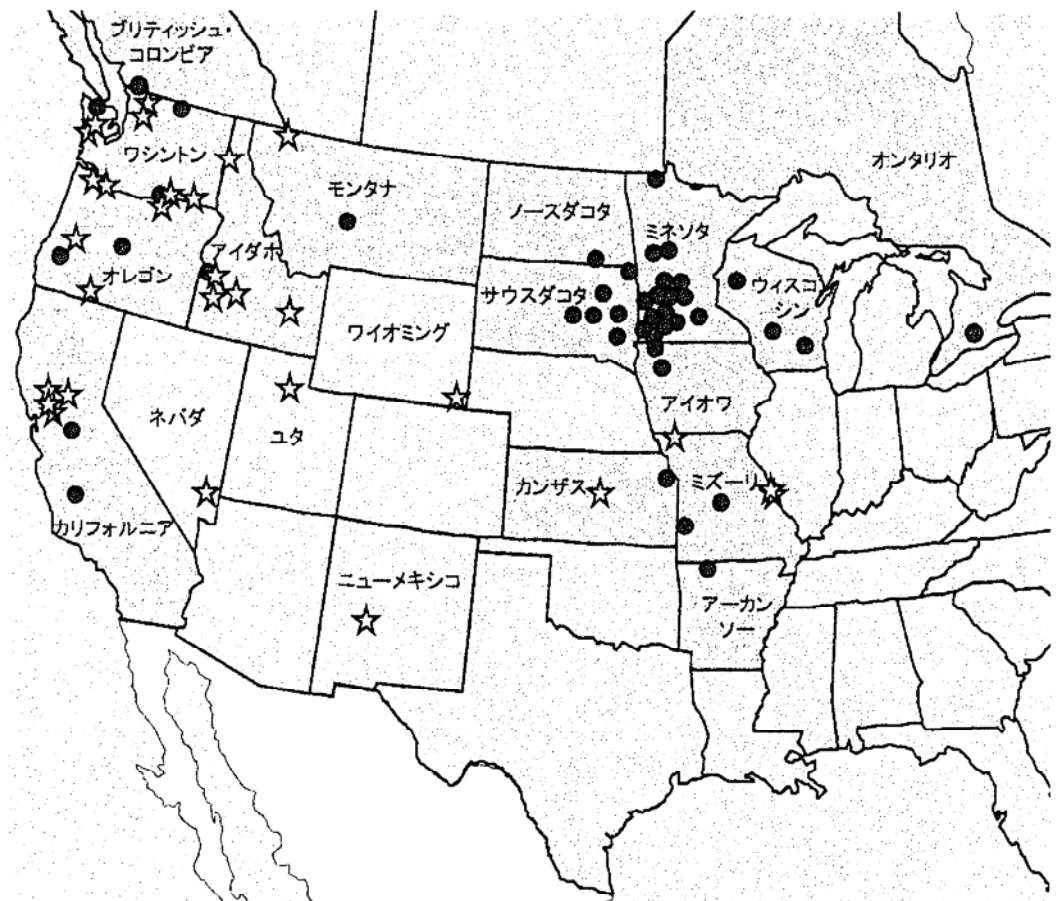 ブリティッシュ・
コロンビア
ワシントン
オンタリオ
モンタナ
ノースダコタ
ミネソタ
アイダホ
オレゴン
サウスダコタ
ウィスコ
ンシン
ワイオミング
アイオワ
ネバダ
ユタ
カンザス
ミズーリ
カリフォルニア
ニューメキシコ
アーカン
ソー